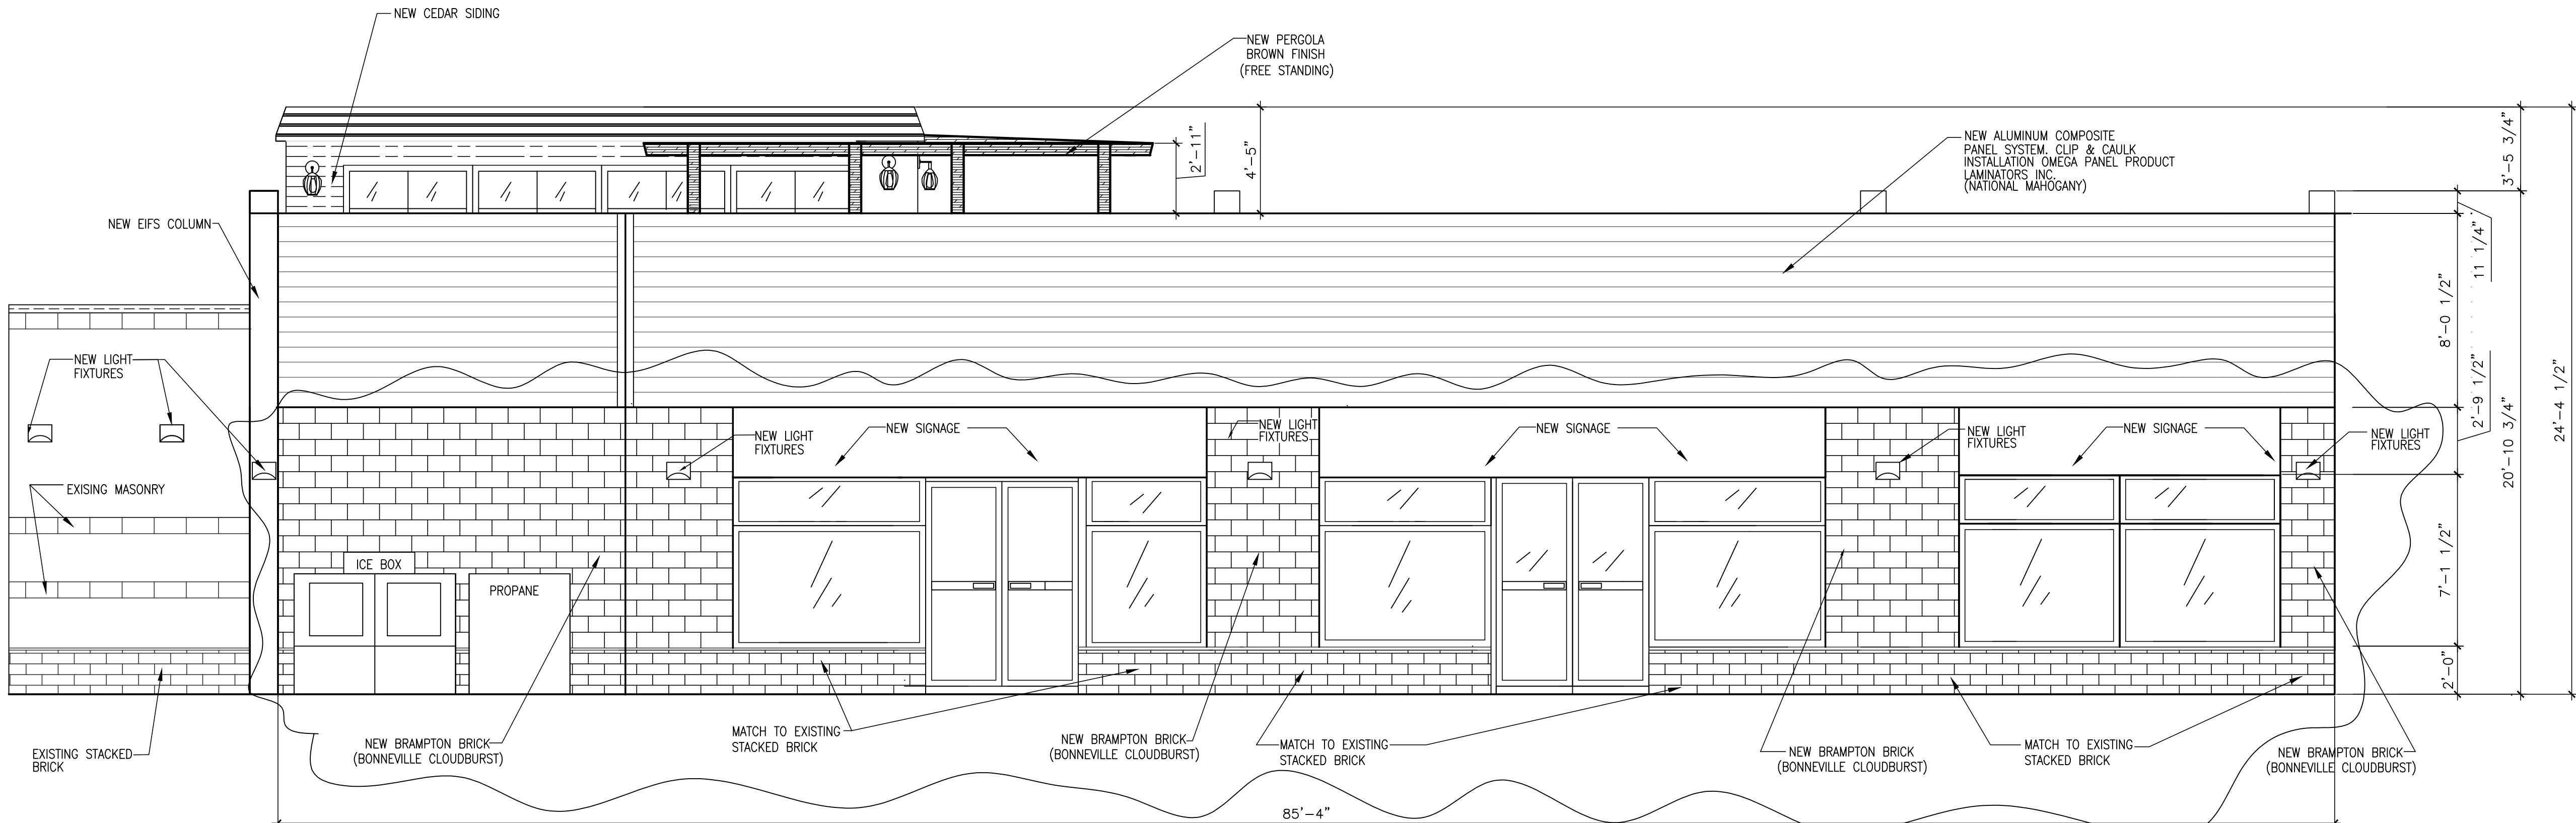 NEW CEDAR SIDING
NEW PERGOLA
BROWN FINISH
(FREE STANDING)
2'-11"
4'-5"
NEW ALUMINUM COMPOSITE
PANEL SYSTEM. CLIP & CAULK
INSTALLATION OMEGA PANEL PRODUCT
LAMINATORS INC.
(NATIONAL MAHOGANY)
3'-5 3/4"
NEW EIFS COLUMN
11 1/4"
8'-0 1/2"
2'-9 1/2"
20'-10 3/4"
24'-4 1/2"
NEW LIGHT
FIXTURES
NEW LIGHT
FIXTURES
NEW SIGNAGE
NEW LIGHT
FIXTURES
NEW SIGNAGE
NEW LIGHT
FIXTURES
NEW SIGNAGE
NEW LIGHT
FIXTURES
EXISING MASONRY
ICE BOX
PROPANE
7'-1 1/2"
2'-0"
EXISTING STACKED
BRICK
NEW BRAMPTON BRICK
(BONNEVILLE CLOUDBURST)
MATCH TO EXISTING
STACKED BRICK
NEW BRAMPTON BRICK
(BONNEVILLE CLOUDBURST)
MATCH TO EXISTING
STACKED BRICK
NEW BRAMPTON BRICK
(BONNEVILLE CLOUDBURST)
MATCH TO EXISTING
STACKED BRICK
NEW BRAMPTON BRICK
(BONNEVILLE CLOUDBURST)
85'-4"